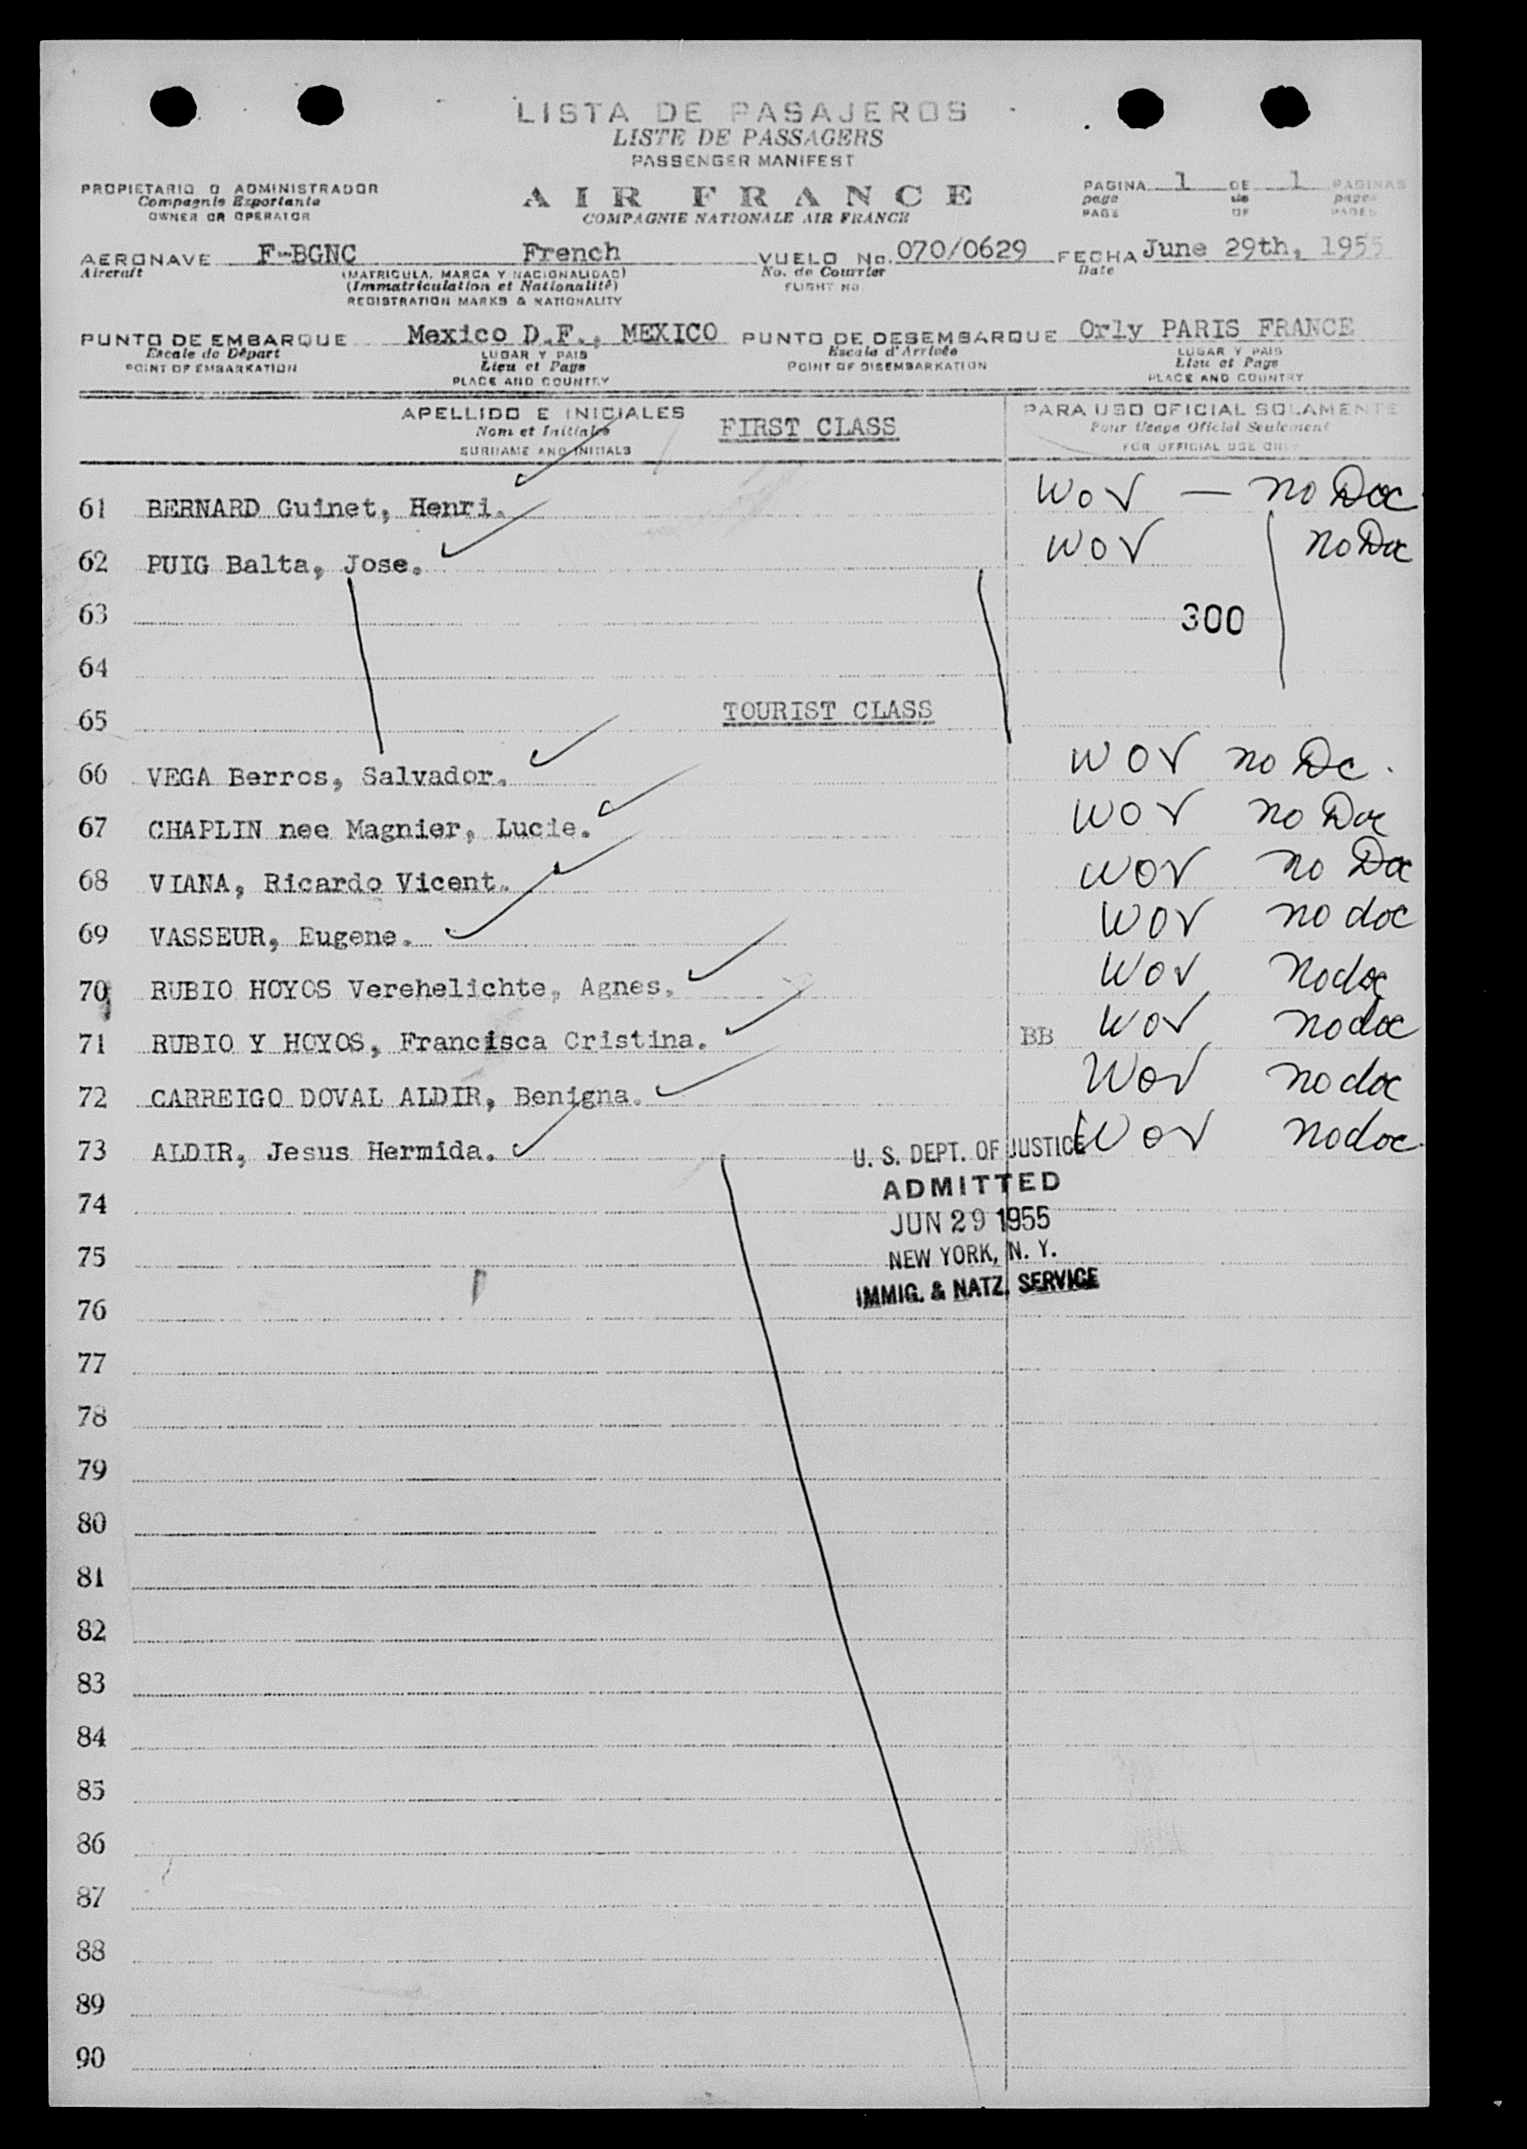 LISTA DE PASAJEROS
LISTE DE PASSAGERS
PASSENGER MANIFEST
PROPIETARIO O ADMINISTRADOR
Compagnie Exportante
OWNER OR OPERATOR
AIR FRANCE
COMPAGNIE NATIONALE AIR FRANCE
PAGINA 1 DE 1 PAGINAS
page de pages
PAGE OF PAGES
AERONAVE F-BGNC French VUELO No. 070/0629 FECHA June 29th, 1955
Aircraft (MATRICULA, MARCA Y NACIONALIDAD) No. de Courrier Date
(Immatriculation et Nationalité) FLIGHT No.
REGISTRATION MARKS & NATIONALITY
PUNTO DE EMBARQUE Mexico D.F., MEXICO PUNTO DE DESEMBARQUE Orly PARIS FRANCE
Escale de Départ LUGAR Y PAIS Escale d'Arrivée LUGAR Y PAIS
POINT OF EMBARKATION Lieu et Pays POINT OF DISEMBARKATION Lieu et Pays
PLACE AND COUNTRY PLACE AND COUNTRY
APELLIDO E INICIALES FIRST CLASS PARA USO OFICIAL SOLAMENTE
Nom et Initiales Pour Usage Officiel Seulement
SURNAME AND INITIALS FOR OFFICIAL USE ONLY
61 BERNARD Guinet, Henri. WOV — no Doc
62 PUIG Balta, Jose. WOV no Doc
63 300
64
65 TOURIST CLASS
66 VEGA Berros, Salvador. WOV no Dc.
67 CHAPLIN nee Magnier, Lucie. WOV no Doc
68 VIANA, Ricardo Vicent. WOV no Doc
69 VASSEUR, Eugene. WOV no doc
70 RUBIO HOYOS Verehelichte, Agnes. WOV no doc
71 RUBIO Y HOYOS, Francisca Cristina. BB WOV no doc
72 CARREIGO DOVAL ALDIR, Benigna. WOV no doc
73 ALDIR, Jesus Hermida. WOV no doc
U. S. DEPT. OF JUSTICE
74 ADMITTED
JUN 29 1955
75 NEW YORK, N. Y.
76 IMMIG. & NATZ. SERVICE
77
78
79
80
81
82
83
84
85
86
87
88
89
90